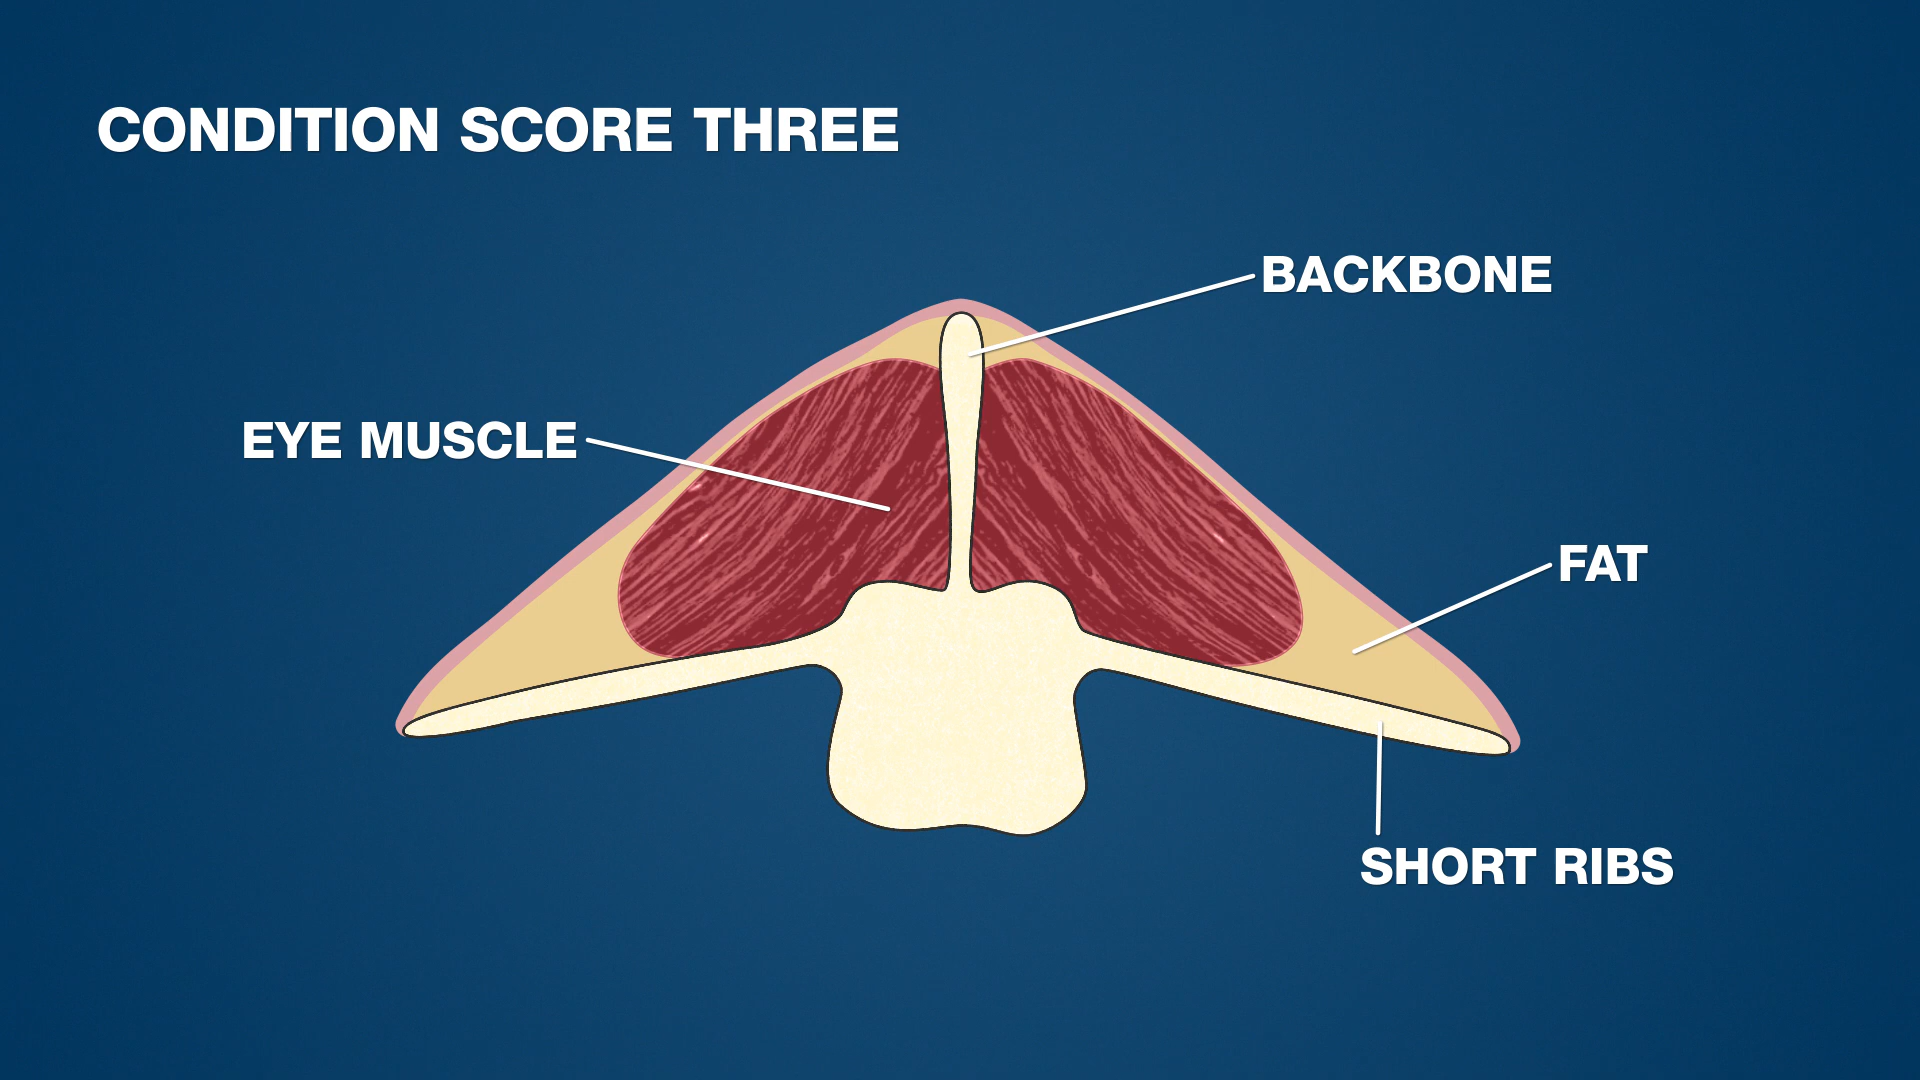 CONDITION SCORE THREE
BACKBONE
EYE MUSCLE
FAT
SHORT RIBS